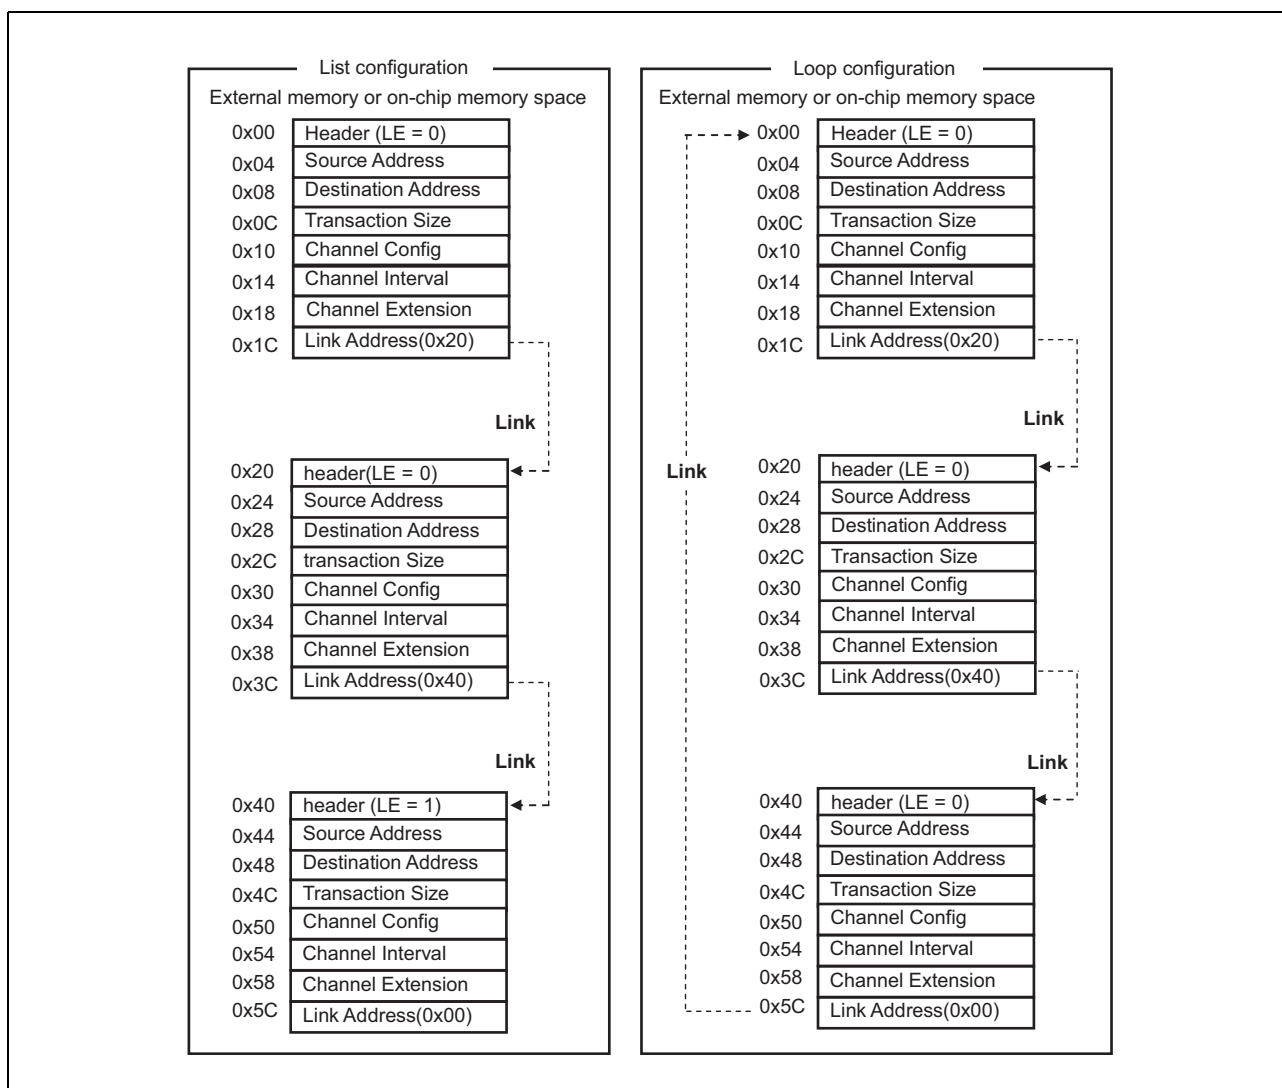 List configuration
External memory or on-chip memory space
0x00 Header (LE = 0)
0x04 Source Address
0x08 Destination Address
0x0C Transaction Size
0x10 Channel Config
0x14 Channel Interval
0x18 Channel Extension
0x1C Link Address(0x20)
Link
0x20 header(LE = 0)
0x24 Source Address
0x28 Destination Address
0x2C transaction Size
0x30 Channel Config
0x34 Channel Interval
0x38 Channel Extension
0x3C Link Address(0x40)
Link
0x40 header (LE = 1)
0x44 Source Address
0x48 Destination Address
0x4C Transaction Size
0x50 Channel Config
0x54 Channel Interval
0x58 Channel Extension
0x5C Link Address(0x00)
Loop configuration
External memory or on-chip memory space
0x00 Header (LE = 0)
0x04 Source Address
0x08 Destination Address
0x0C Transaction Size
0x10 Channel Config
0x14 Channel Interval
0x18 Channel Extension
0x1C Link Address(0x20)
Link
Link
0x20 header (LE = 0)
0x24 Source Address
0x28 Destination Address
0x2C Transaction Size
0x30 Channel Config
0x34 Channel Interval
0x38 Channel Extension
0x3C Link Address(0x40)
Link
0x40 header (LE = 0)
0x44 Source Address
0x48 Destination Address
0x4C Transaction Size
0x50 Channel Config
0x54 Channel Interval
0x58 Channel Extension
0x5C Link Address(0x00)